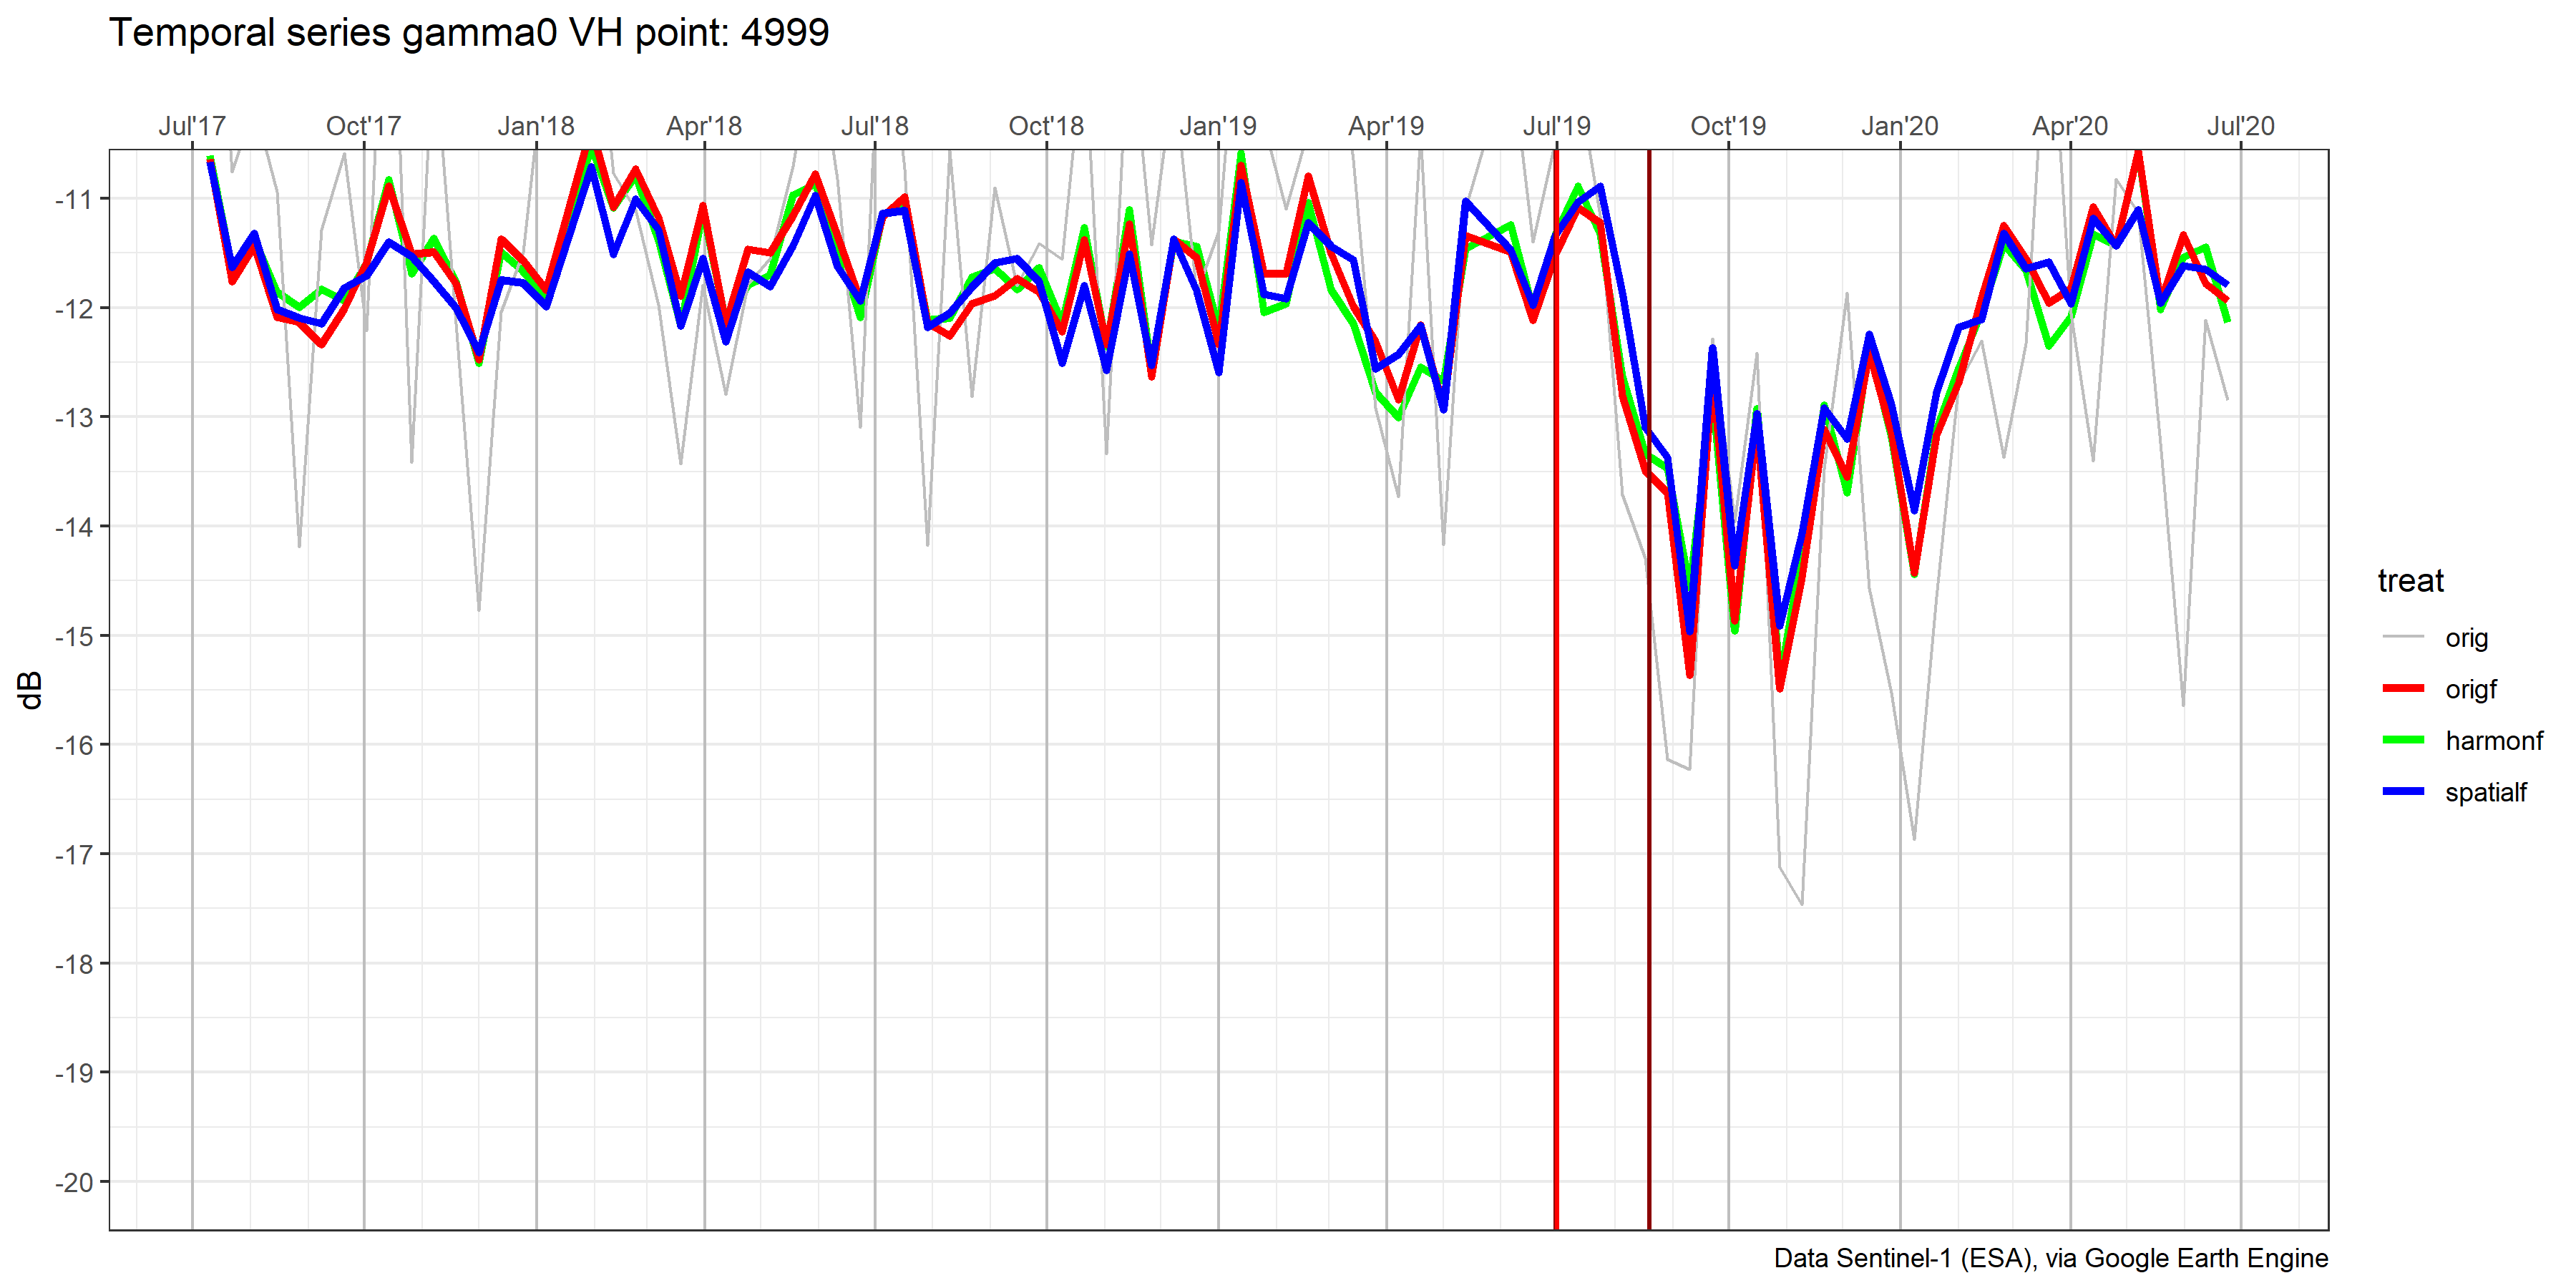 Temporal series gamma0 VH point: 4999
Jul'17 Oct'17 Jan'18 Apr'18 Jul'18 Oct'18 Jan'19 Apr'19 Jul'19 Oct'19 Jan'20 Apr'20 Jul'20
-11
-12
-13
-14
-15
-16
-17
-18
-19
-20
dB
treat
orig
origf
harmonf
spatialf
Data Sentinel-1 (ESA), via Google Earth Engine